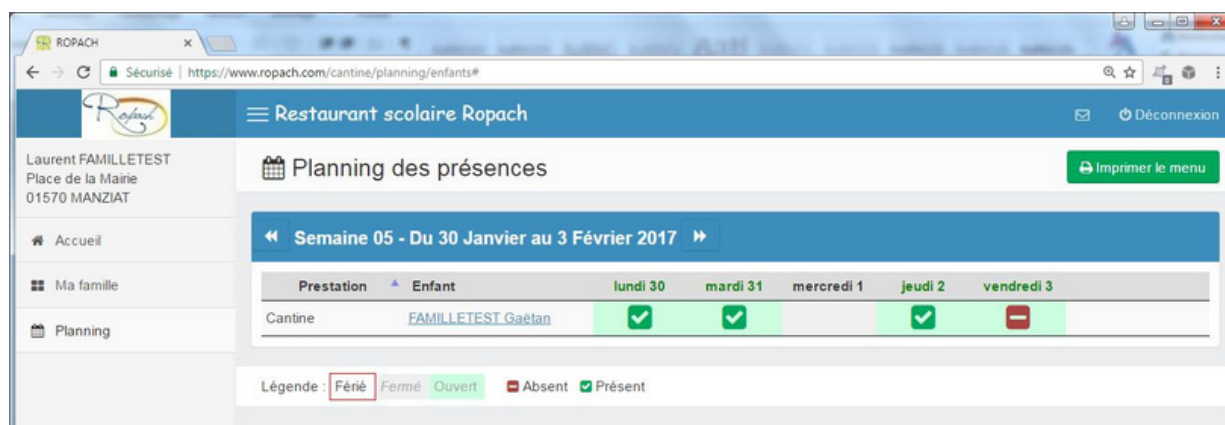 ROPACH
Sécurisé | https://www.ropach.com/cantine/planning/enfants#
Ropach
Restaurant scolaire Ropach
Déconnexion
Laurent FAMILLETEST
Place de la Mairie
01570 MANZIAT
Planning des présences
Imprimer le menu
Accueil
Ma famille
Planning
Semaine 05 - Du 30 Janvier au 3 Février 2017
Prestation Enfant lundi 30 mardi 31 mercredi 1 jeudi 2 vendredi 3
Cantine FAMILLETEST Gaëtan
Légende : Férié Fermé Ouvert Absent Présent